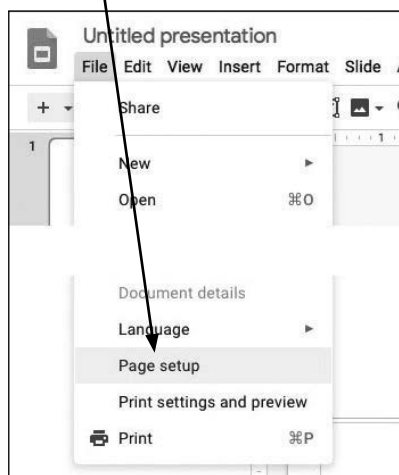 Untitled presentation
File Edit View Insert Format Slide
+
Share
1
1
New ►
Open ⌘O
Document details
Language ►
Page setup
Print settings and preview
Print ⌘P